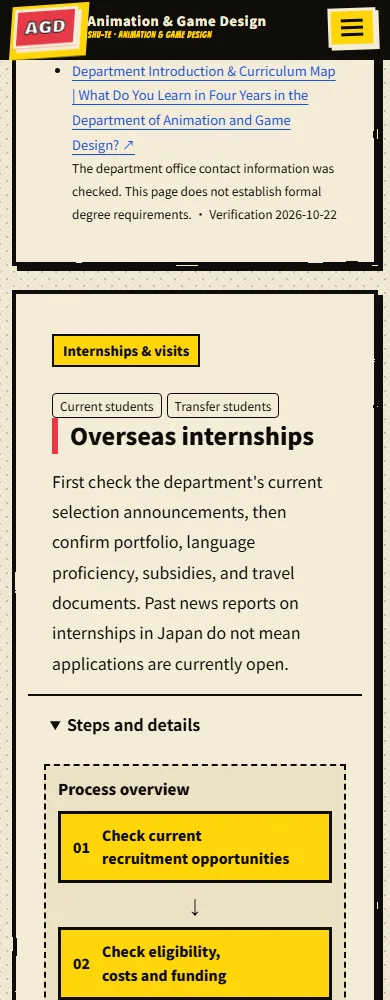 AGD
Animation & Game Design
SHU-TE · ANIMATION & GAME DESIGN
• Department Introduction & Curriculum Map
| What Do You Learn in Four Years in the
Department of Animation and Game
Design? ↗
The department office contact information was
checked. This page does not establish formal
degree requirements. · Verification 2026-10-22
Internships & visits
Current students
Transfer students
Overseas internships
First check the department's current
selection announcements, then
confirm portfolio, language
proficiency, subsidies, and travel
documents. Past news reports on
internships in Japan do not mean
applications are currently open.
▼ Steps and details
Process overview
01 Check current
recruitment opportunities
↓
02 Check eligibility,
costs and funding